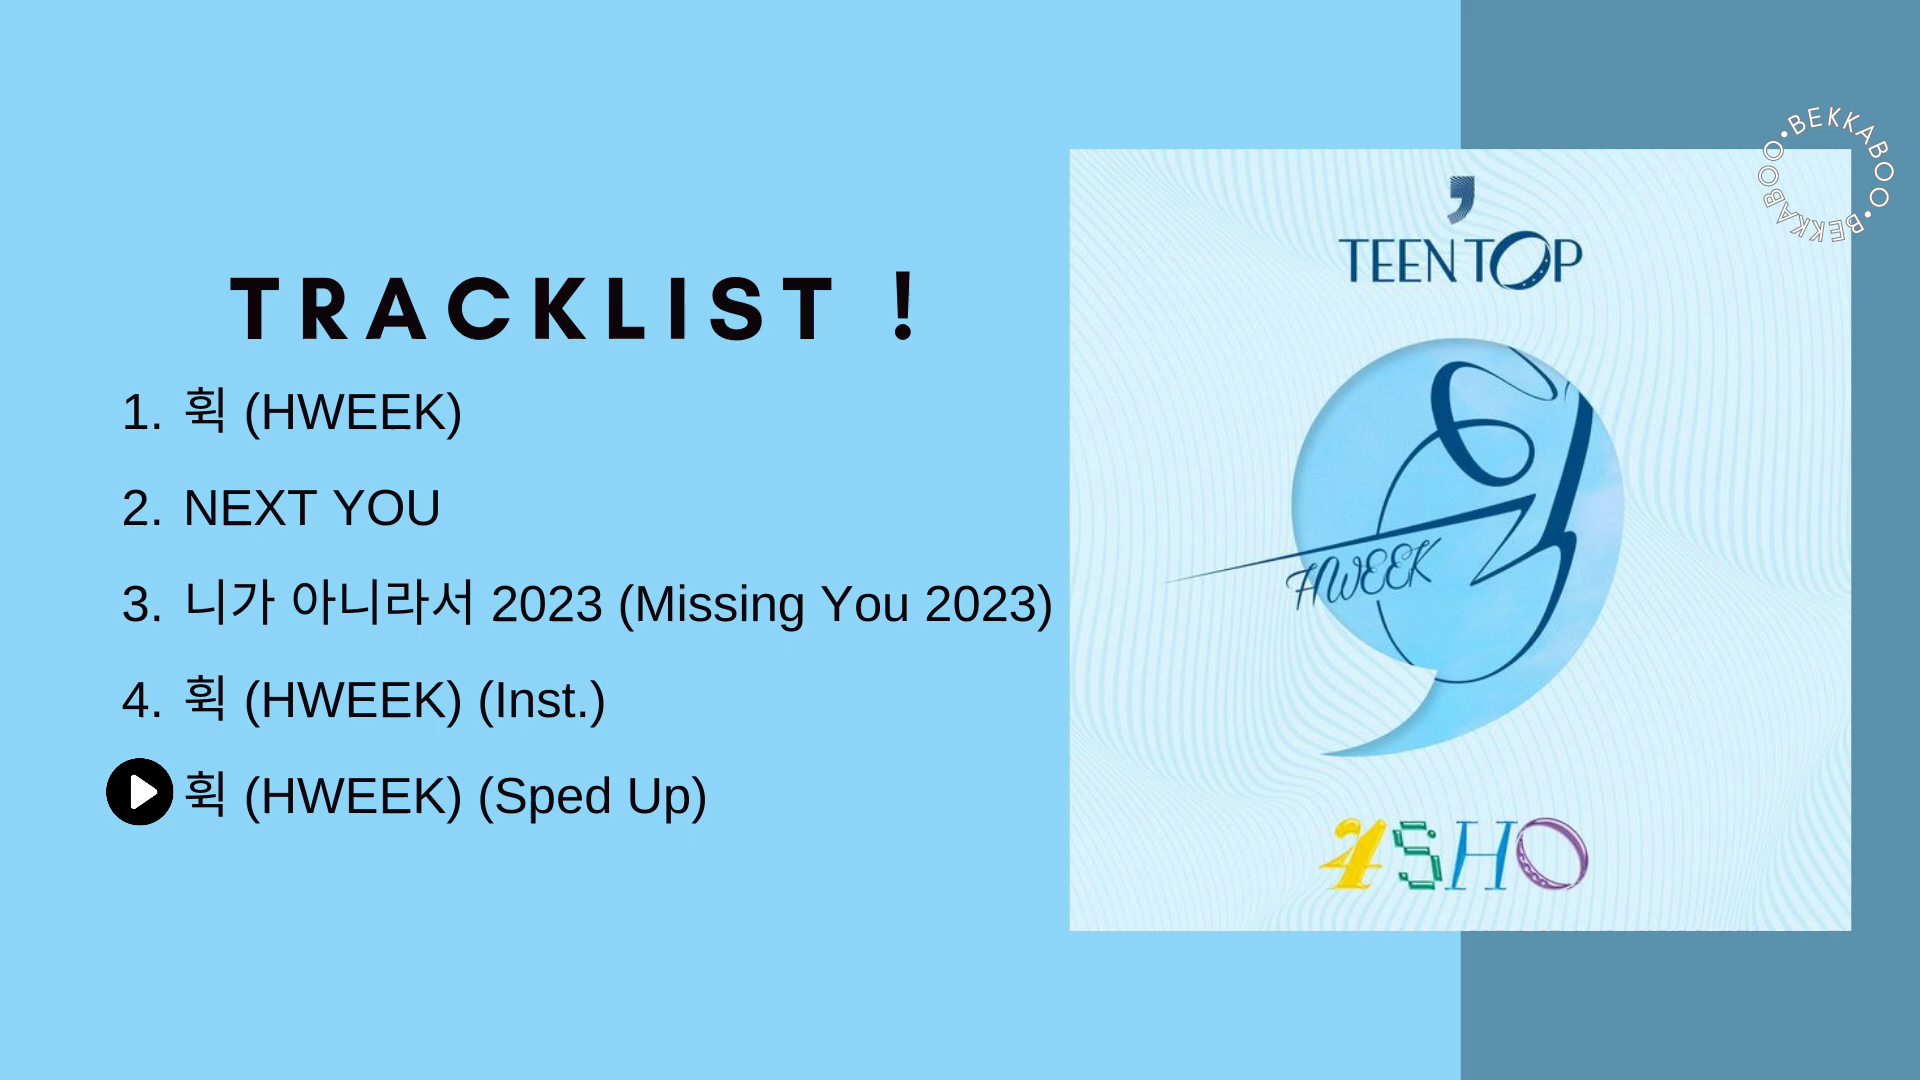 TRACKLIST !
1. 휙 (HWEEK)
2. NEXT YOU
3. 니가 아니라서 2023 (Missing You 2023)
4. 휙 (HWEEK) (Inst.)
휙 (HWEEK) (Sped Up)
BEKKABOO•BEKKABOO•
TEEN TOP
휙
HWEEK
4SHO